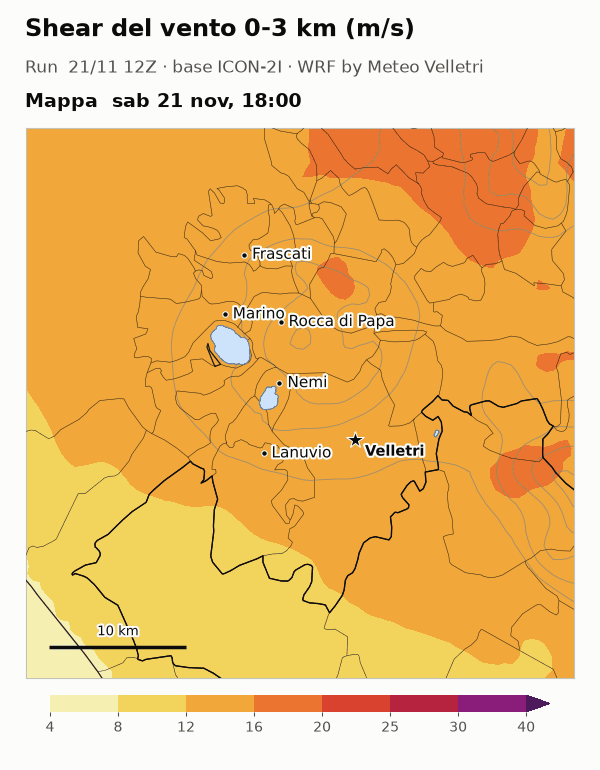 Shear del vento 0-3 km (m/s)
Run  21/11 12Z · base ICON-2I · WRF by Meteo Velletri
Mappa  sab 21 nov, 18:00
Frascati
Marino
Rocca di Papa
Nemi
Velletri
Lanuvio
10 km
4 8 12 16 20 25 30 40